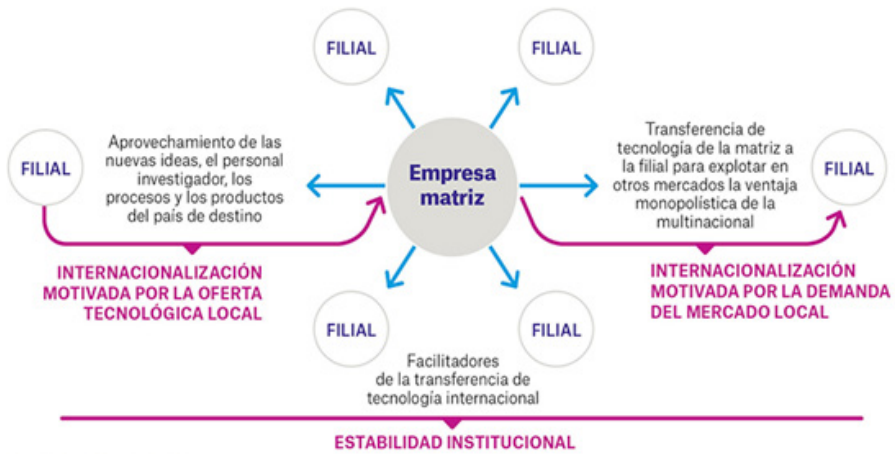 FILIAL
FILIAL
FILIAL
Aprovechamiento de las
nuevas ideas, el personal
investigador, los
procesos y los productos
del país de destino
Empresa
matriz
Transferencia de
tecnología de la matriz a
la filial para explotar en
otros mercados la ventaja
monopolística de la
multinacional
FILIAL
INTERNACIONALIZACIÓN
MOTIVADA POR LA OFERTA
TECNOLÓGICA LOCAL
INTERNACIONALIZACIÓN
MOTIVADA POR LA DEMANDA
DEL MERCADO LOCAL
FILIAL
FILIAL
Facilitadores
de la transferencia de
tecnología internacional
ESTABILIDAD INSTITUCIONAL